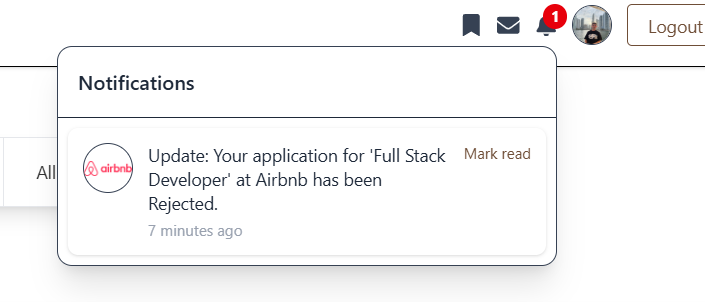 1
Logout
Notifications
All
airbnb
Update: Your application for 'Full Stack
Developer' at Airbnb has been
Rejected.
Mark read
7 minutes ago